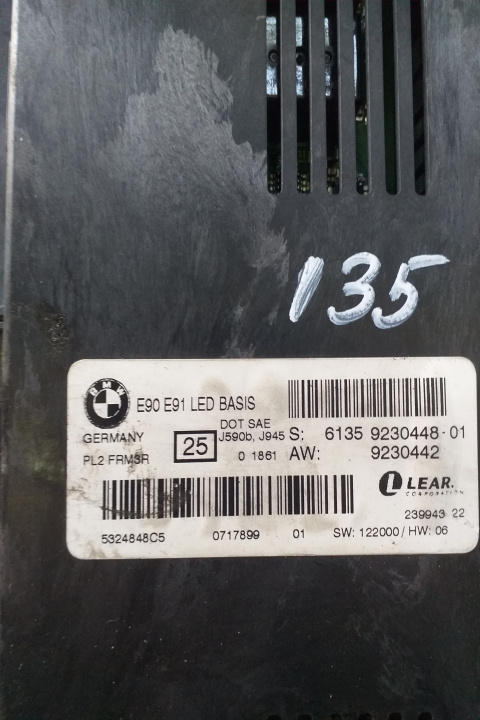 135
BMW
E90 E91 LED BASIS
GERMANY
DOT SAE
25 J590b, J945 S: 6135 9230448-01
PL2 FRM3R 0 1861 AW: 9230442
LEAR.
CORPORATION
239943 22
5324848C5 0717899 01 SW: 122000/HW: 06